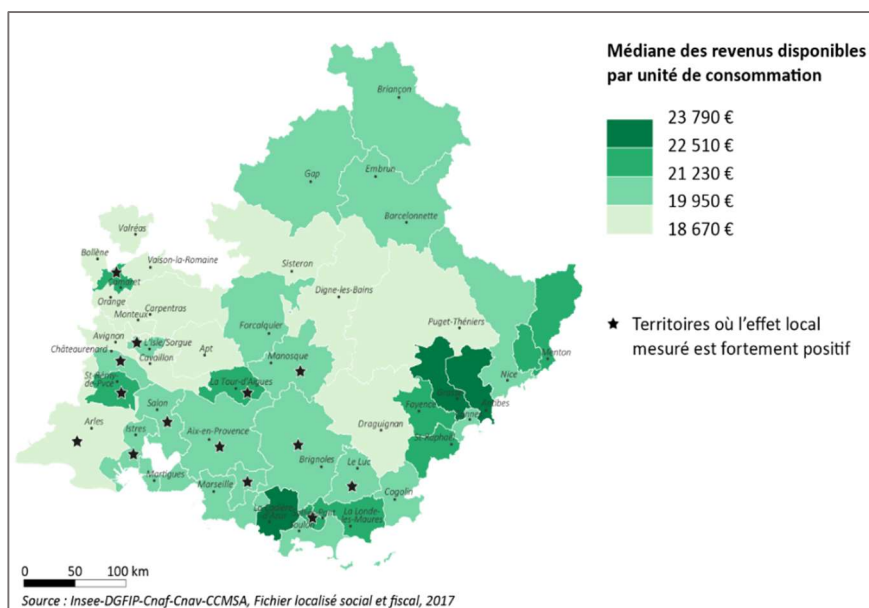 Médiane des revenus disponibles
par unité de consommation
23 790 €
22 510 €
21 230 €
19 950 €
18 670 €
★ Territoires où l'effet local
mesuré est fortement positif
Briançon
Gap
Embrun
Barcelonnette
Valréas
Bollène
Vaison-la-Romaine
Sisteron
Orange
Digne-les-Bains
Carpentras
Monteux
Puget-Théniers
Forcalquier
Avignon
L'isle/Sorgue
Châteaurenard
Cavaillon
Apt
Manosque
Menton
Nice
La Tour-d'Aigues
Salon
Fayence
Draguignan
Arles
Istres
Aix-en-Provence
St-Raphaël
Brignoles
Le Luc
Martigues
Marseille
Cogolin
La Londe-
les-Maures
0 50 100 km
Source : Insee-DGFIP-Cnaf-Cnav-CCMSA, Fichier localisé social et fiscal, 2017